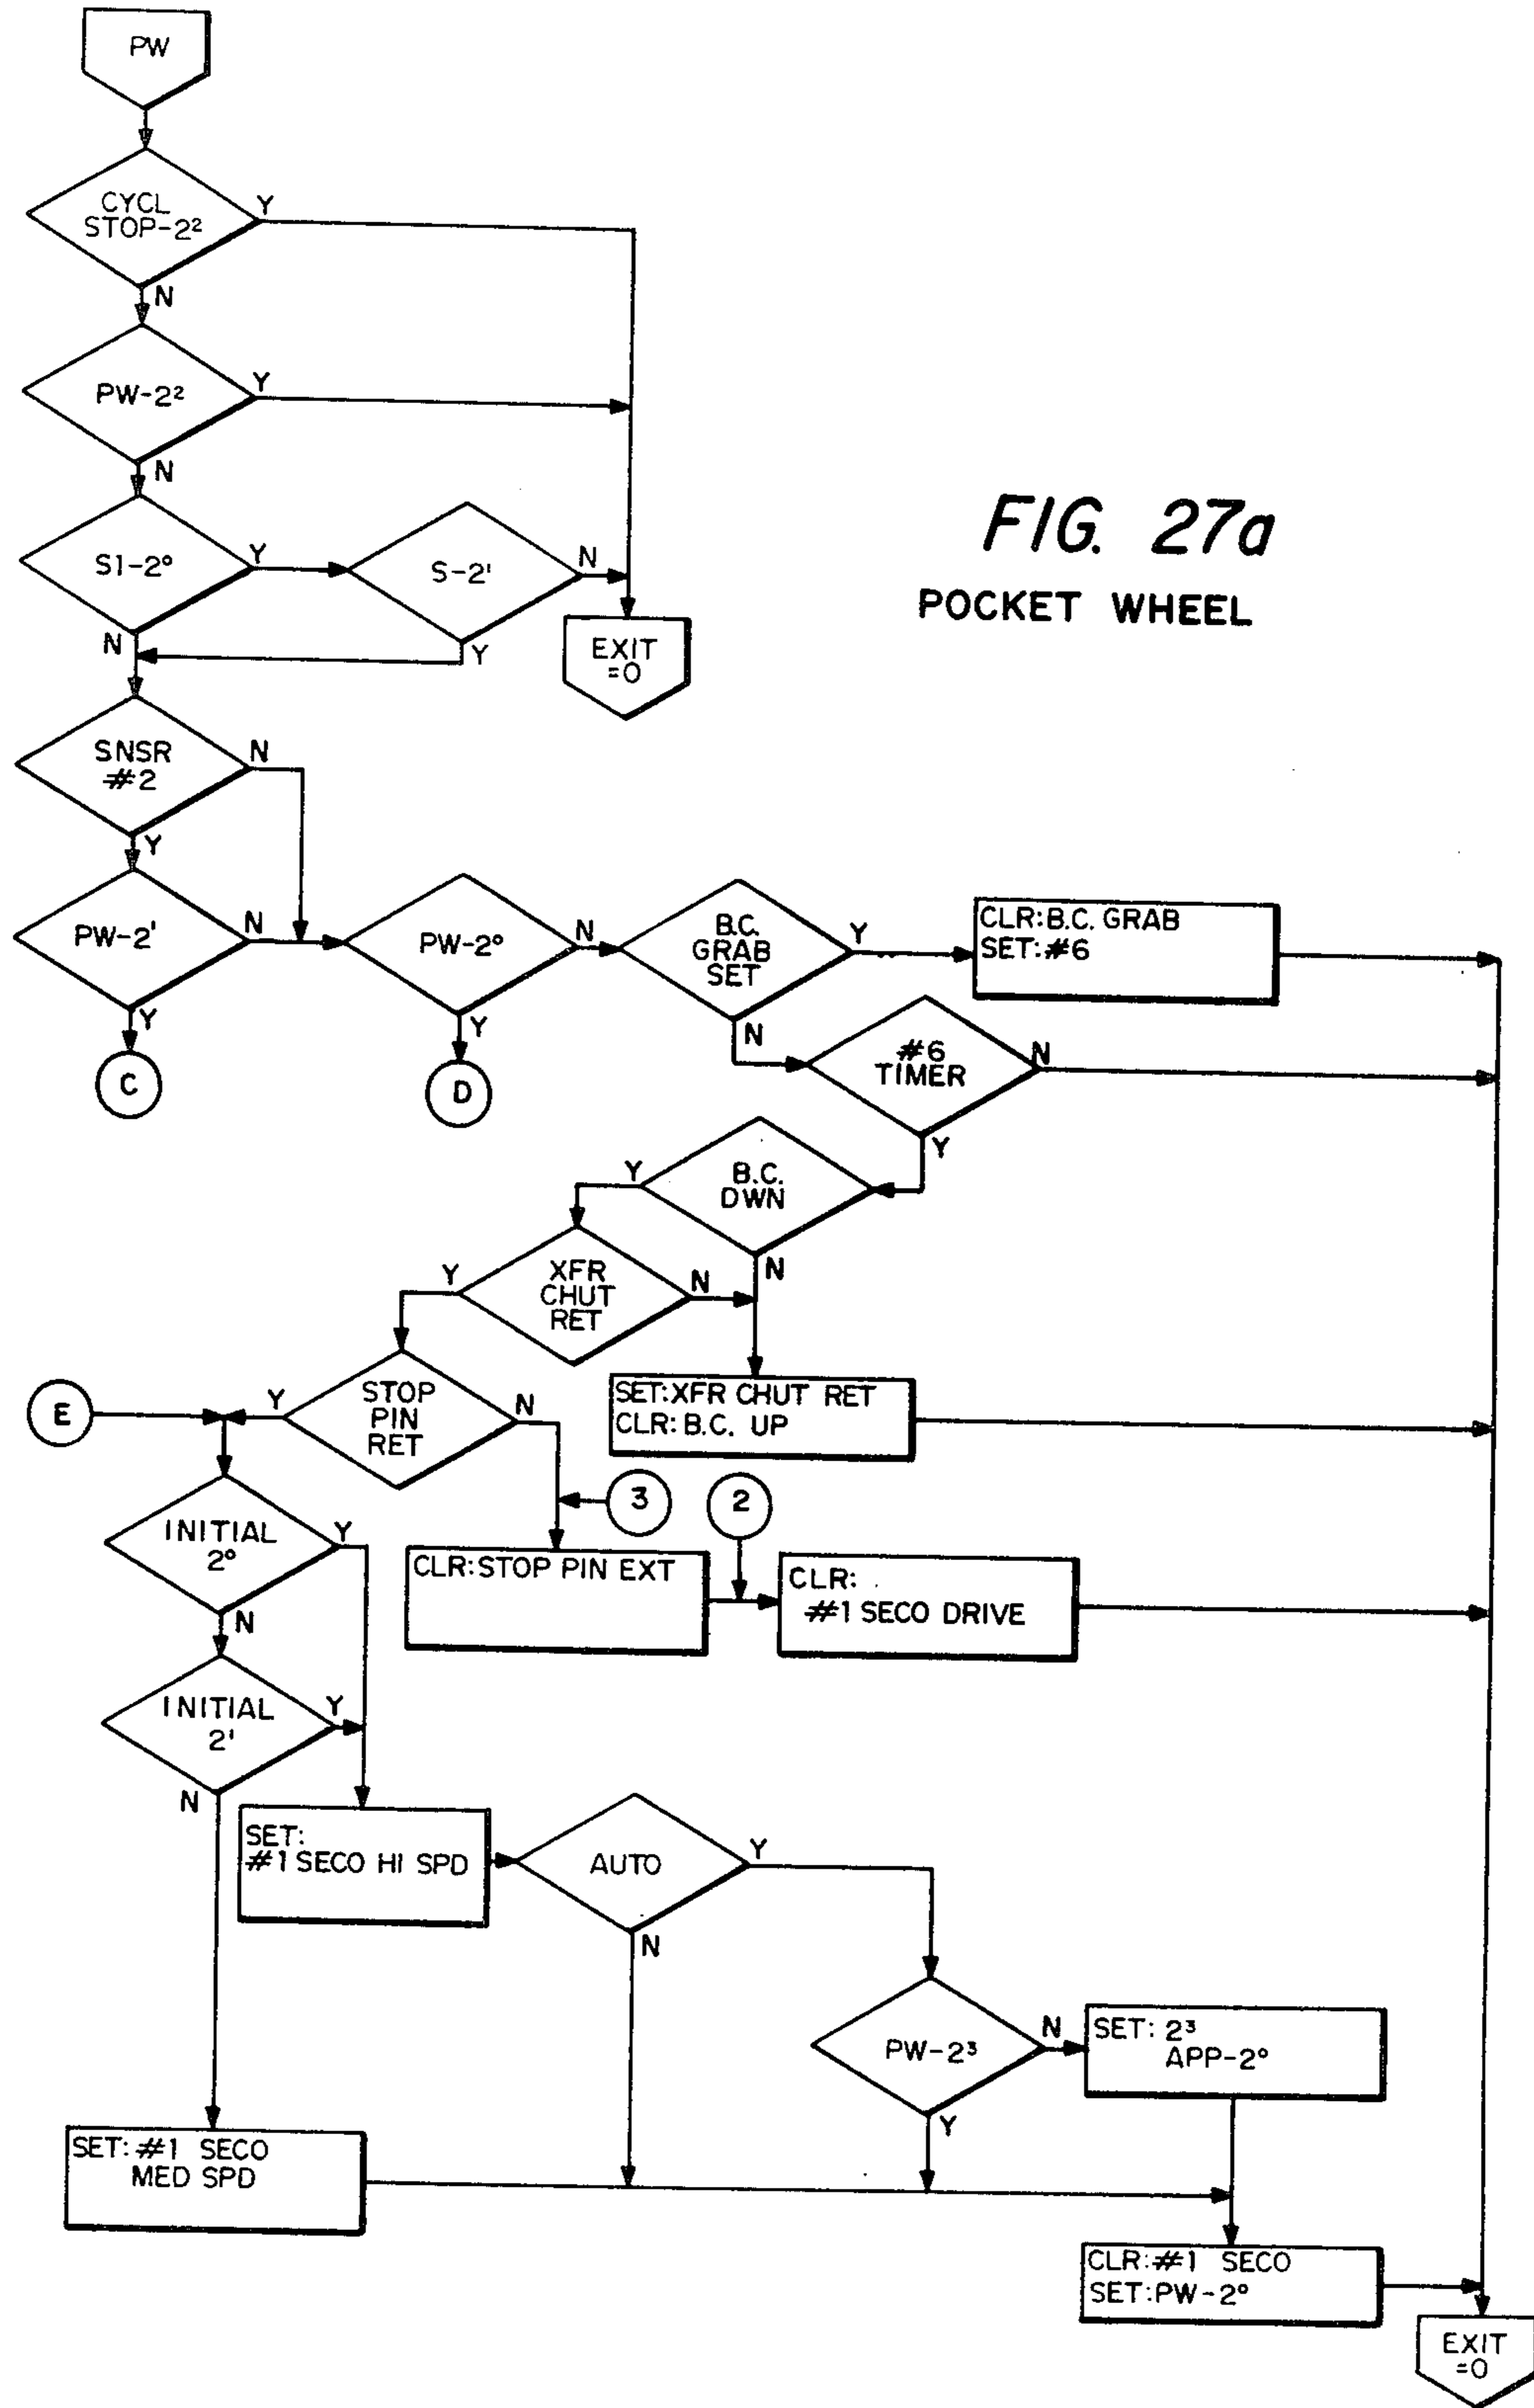 PW
CYCL
STOP-2²
Y
N
PW-2²
Y
N
S1-2°
Y
S-2'
N
N
Y
EXIT
=0
FIG. 27a
POCKET WHEEL
SNSR
#2
N
Y
PW-2'
N
Y
C
PW-2°
N
Y
D
B.C.
GRAB
SET
Y
N
CLR:B.C. GRAB
SET:#6
#6
TIMER
N
Y
B.C.
DWN
Y
N
XFR
CHUT
RET
Y
N
SET:XFR CHUT RET
CLR:B.C. UP
E
STOP
PIN
RET
Y
N
3
2
CLR:STOP PIN EXT
CLR:
#1 SECO DRIVE
INITIAL
2°
Y
N
INITIAL
2'
Y
N
SET:
#1 SECO HI SPD
AUTO
Y
N
PW-2³
N
Y
SET: 2³
APP-2°
SET:#1 SECO
MED SPD
CLR:#1 SECO
SET:PW-2°
EXIT
=0